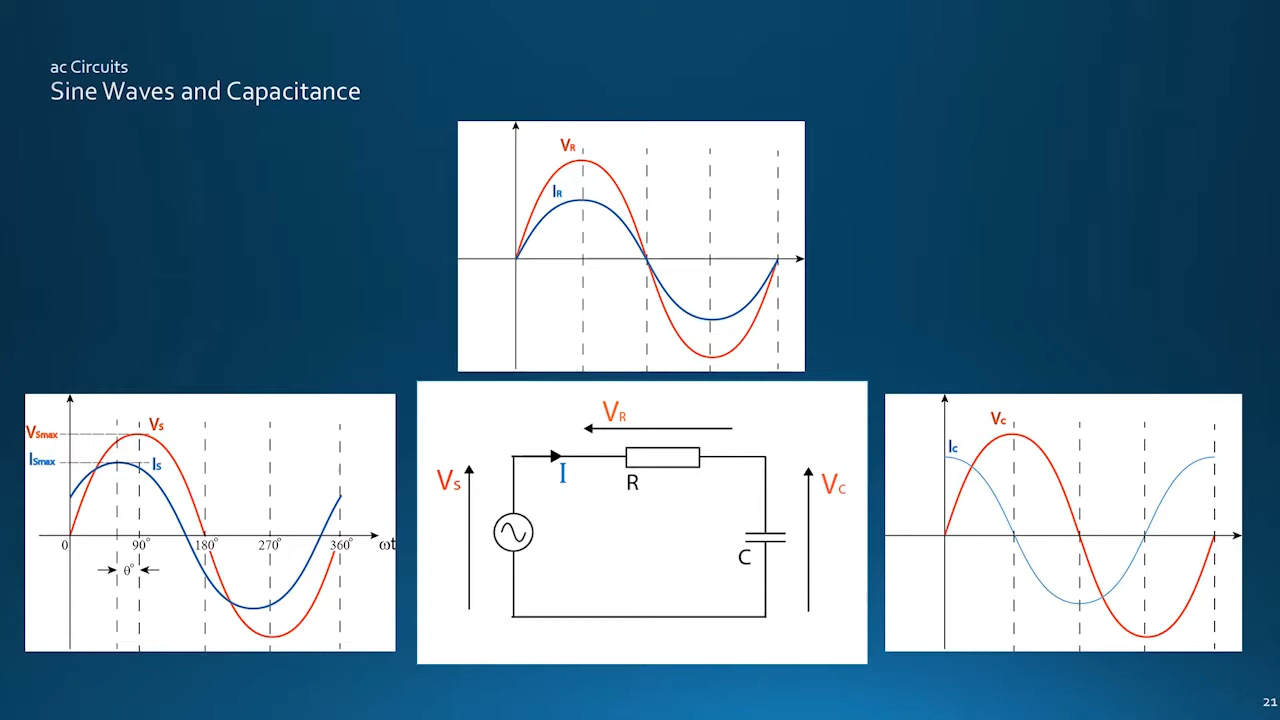 ac Circuits
Sine Waves and Capacitance
VR
IR
VSmax
VS
ISmax
IS
0 90° 180° 270° 360° ωt
θ°
VR
VS
I
R
VC
C
VC
IC
21